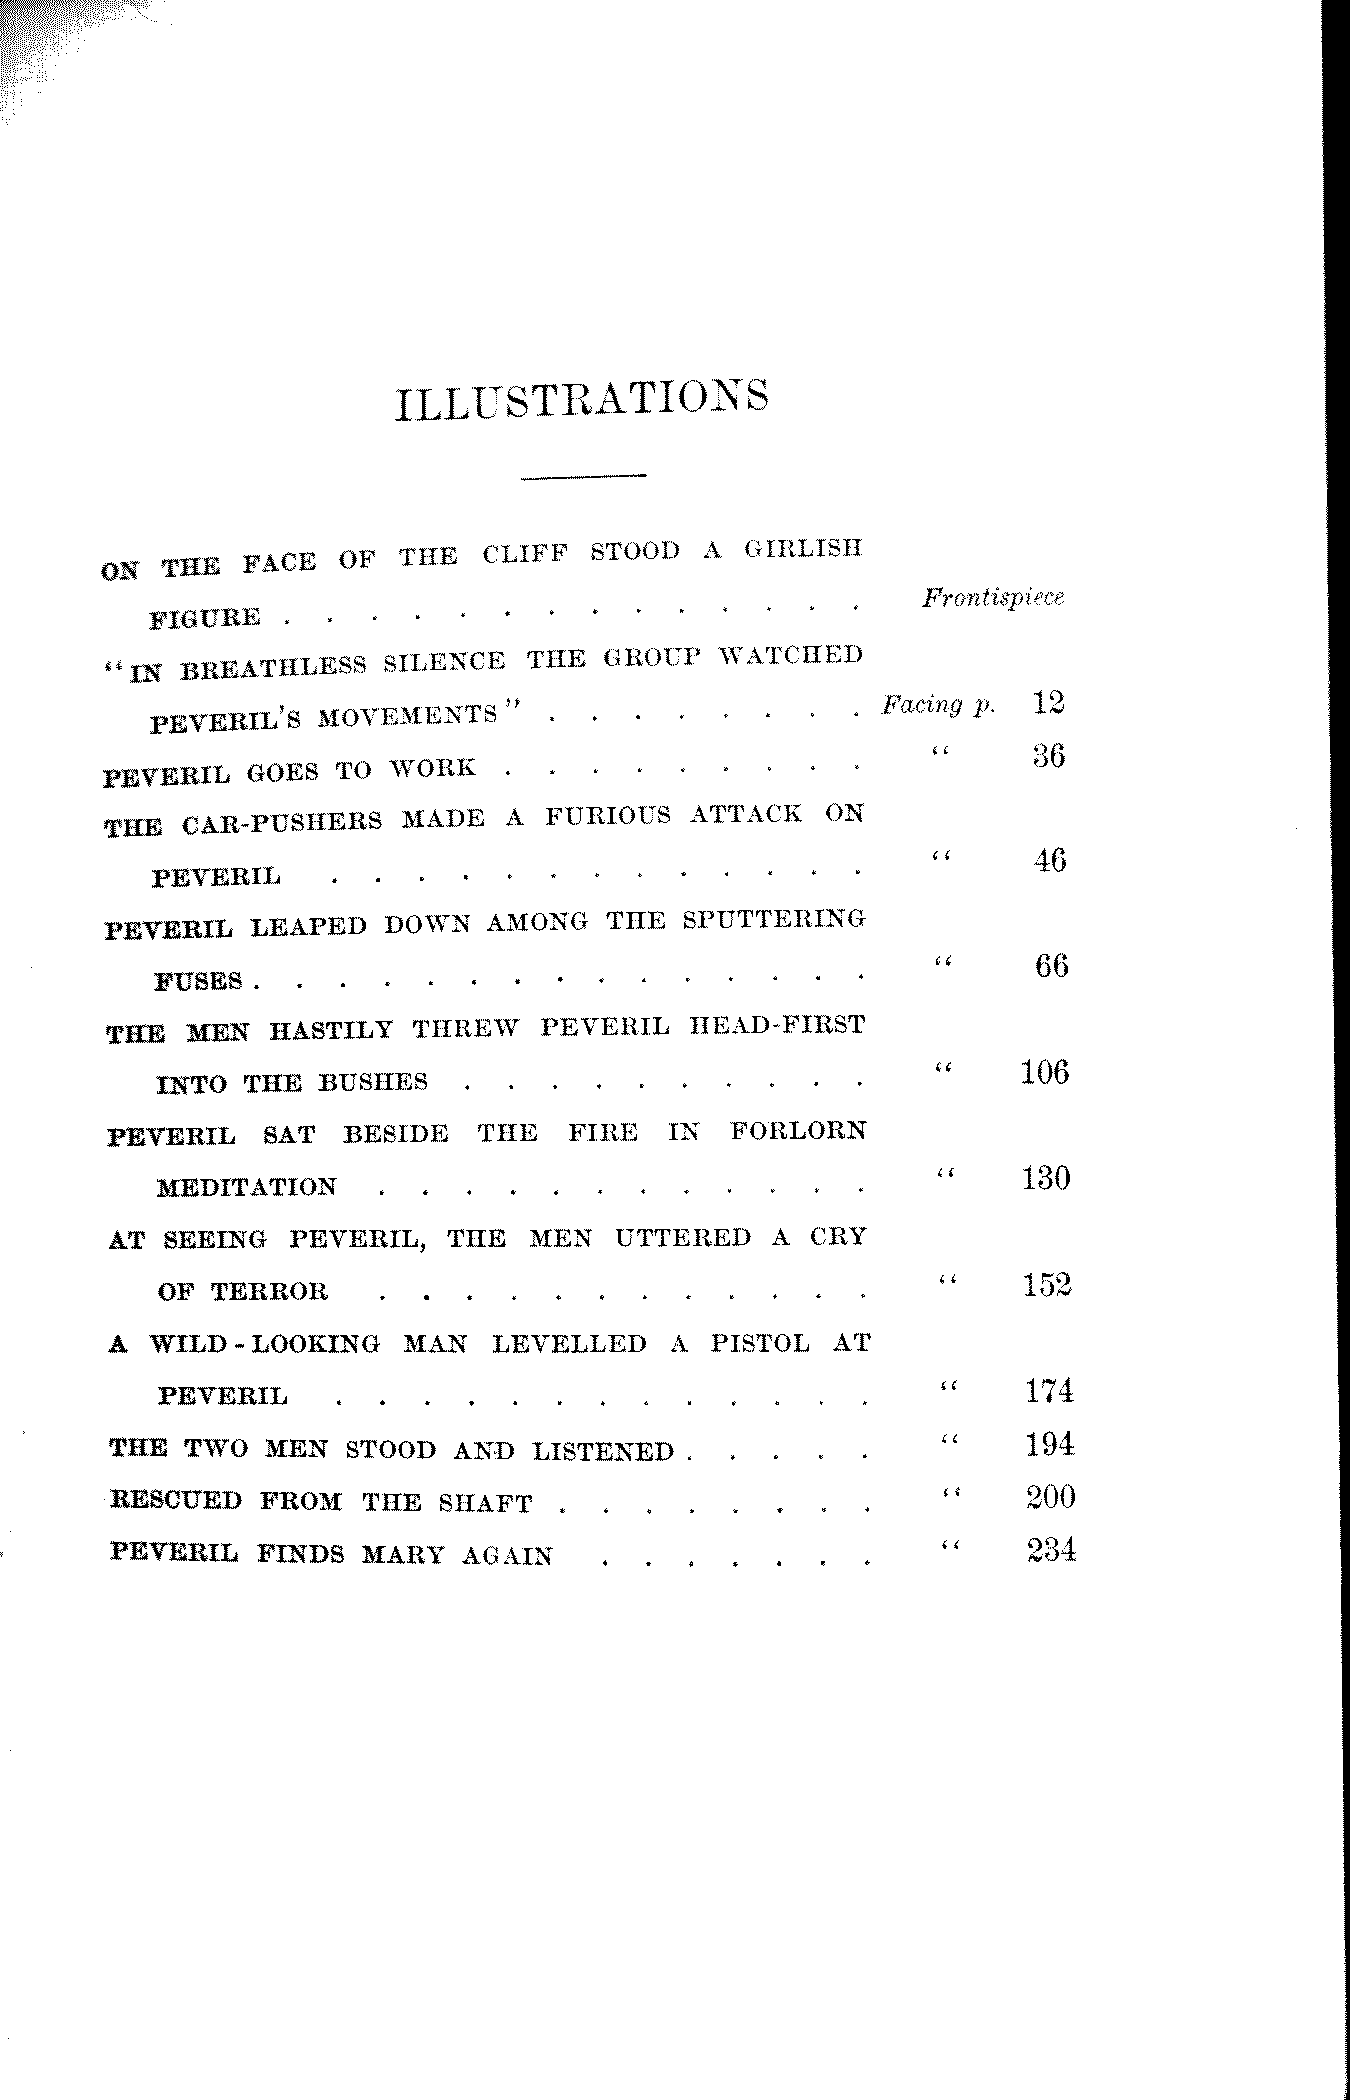 ILLUSTRATIONS
ON THE FACE OF THE CLIFF STOOD A GIRLISH
FIGURE . . . . . . . . . . . . . . Frontispiece
"IN BREATHLESS SILENCE THE GROUP WATCHED
PEVERIL'S MOVEMENTS" . . . . . . . . Facing p. 12
PEVERIL GOES TO WORK . . . . . . . . . " 36
THE CAR-PUSHERS MADE A FURIOUS ATTACK ON
PEVERIL . . . . . . . . . . . . . " 46
PEVERIL LEAPED DOWN AMONG THE SPUTTERING
FUSES . . . . . . . . . . . . . . . " 66
THE MEN HASTILY THREW PEVERIL HEAD-FIRST
INTO THE BUSHES . . . . . . . . . . " 106
PEVERIL SAT BESIDE THE FIRE IN FORLORN
MEDITATION . . . . . . . . . . . . " 130
AT SEEING PEVERIL, THE MEN UTTERED A CRY
OF TERROR . . . . . . . . . . . . " 152
A WILD-LOOKING MAN LEVELLED A PISTOL AT
PEVERIL . . . . . . . . . . . . . " 174
THE TWO MEN STOOD AND LISTENED . . . . . " 194
RESCUED FROM THE SHAFT . . . . . . . . " 200
PEVERIL FINDS MARY AGAIN . . . . . . . " 234